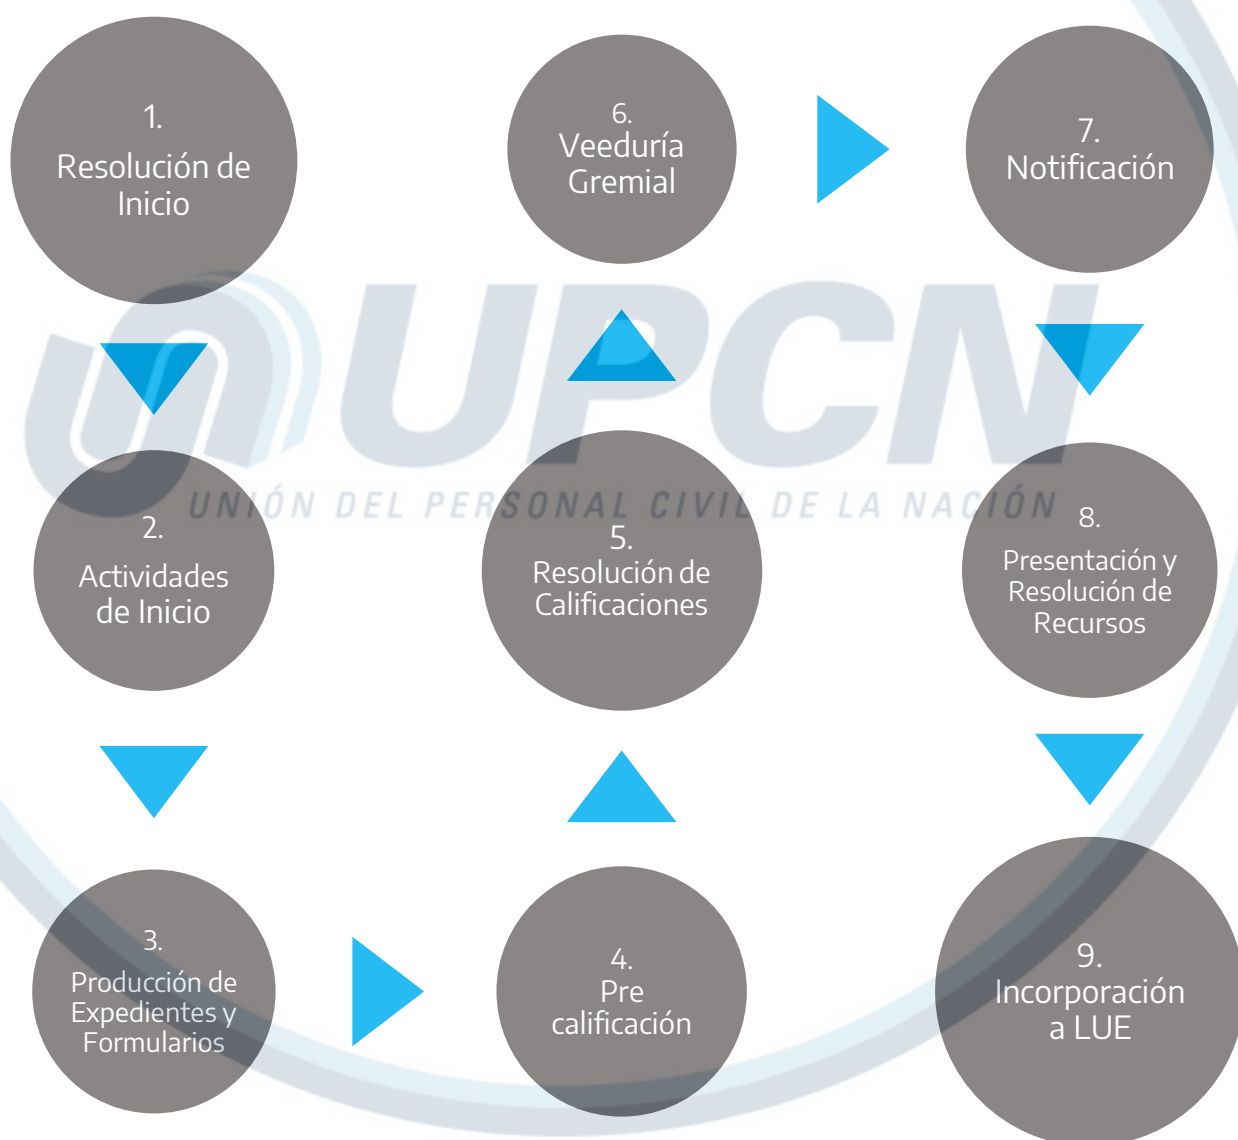 1.
Resolución de
Inicio
2.
Actividades
de Inicio
3.
Producción de
Expedientes y
Formularios
4.
Pre
calificación
5.
Resolución de
Calificaciones
6.
Veeduría
Gremial
7.
Notificación
8.
Presentación y
Resolución de
Recursos
9.
Incorporación
a LUE
UPCN
UNIÓN DEL PERSONAL CIVIL DE LA NACIÓN